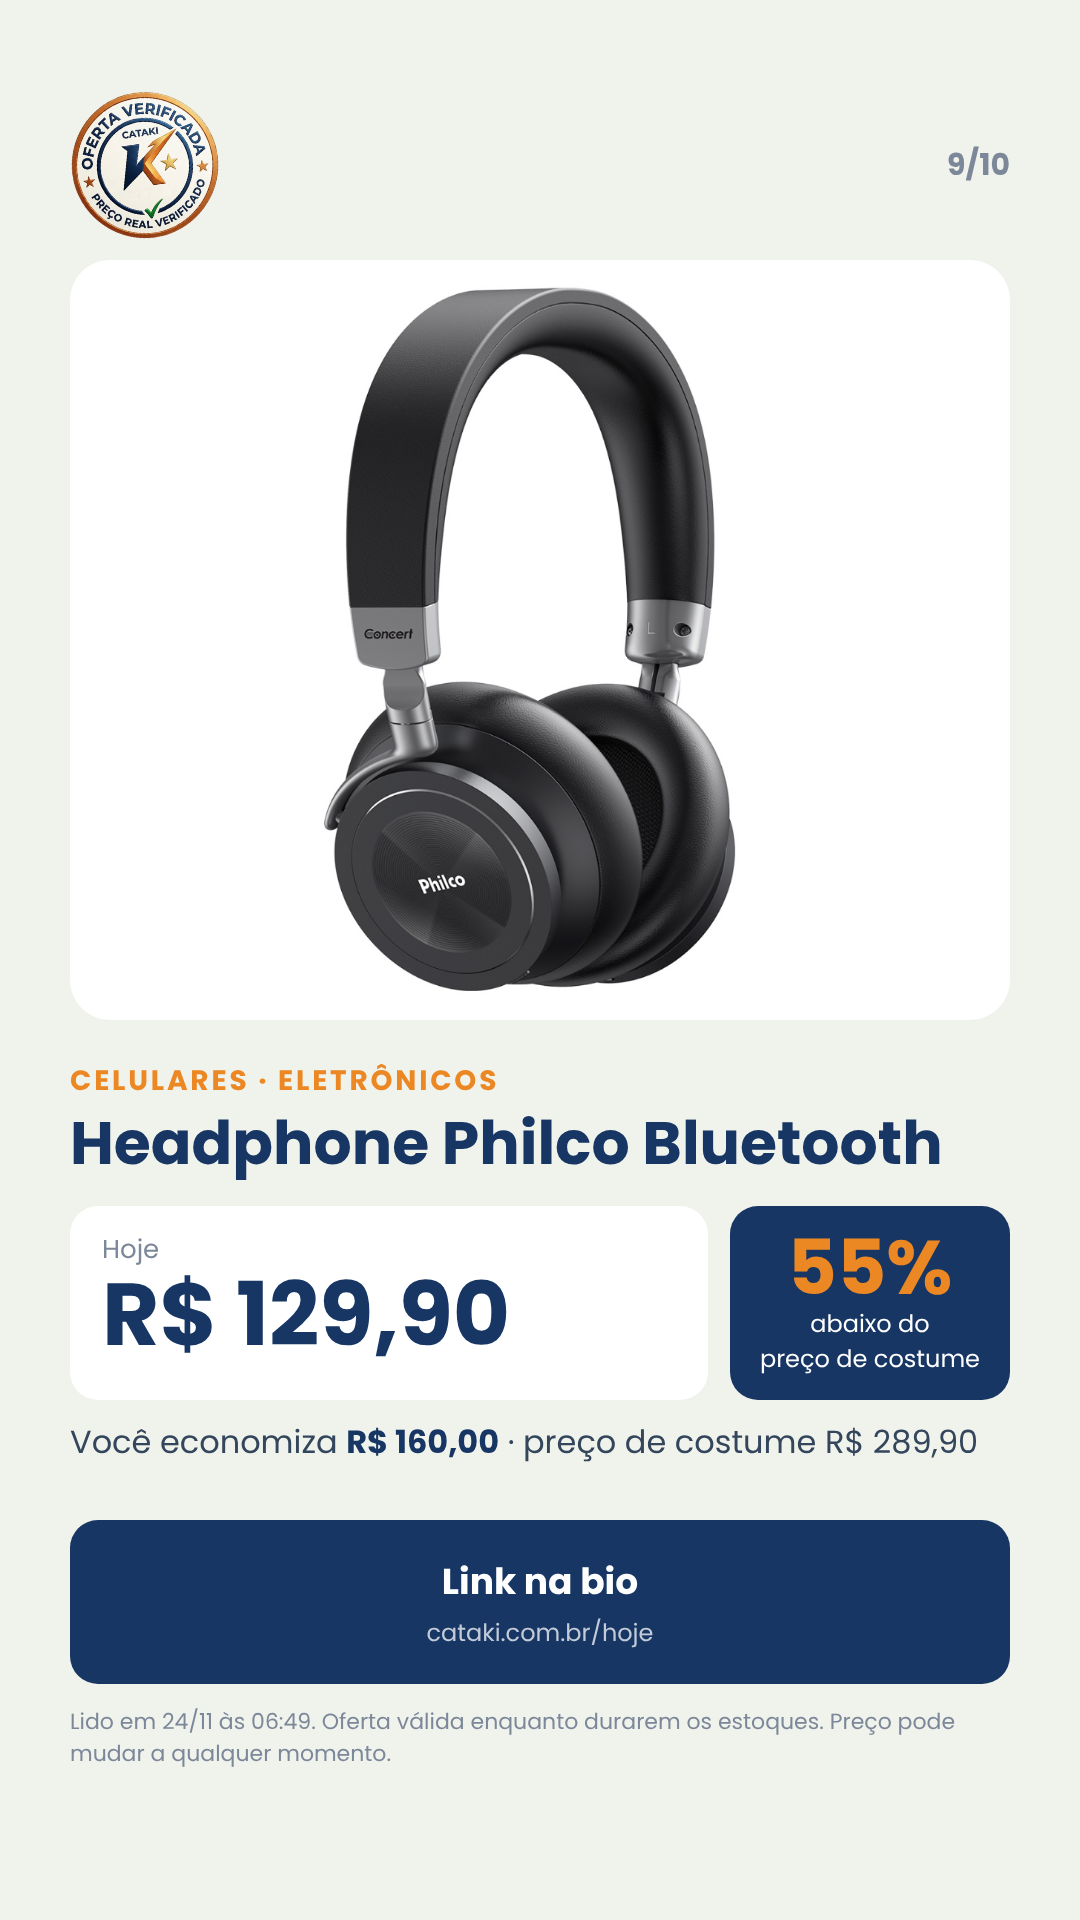 OFERTA VERIFICADA
CATAKI
PREÇO REAL VERIFICADO
9/10
Concert
L
Philco
CELULARES · ELETRÔNICOS
Headphone Philco Bluetooth
Hoje
R$ 129,90
55%
abaixo do
preço de costume
Você economiza R$ 160,00 · preço de costume R$ 289,90
Link na bio
cataki.com.br/hoje
Lido em 24/11 às 06:49. Oferta válida enquanto durarem os estoques. Preço pode
mudar a qualquer momento.